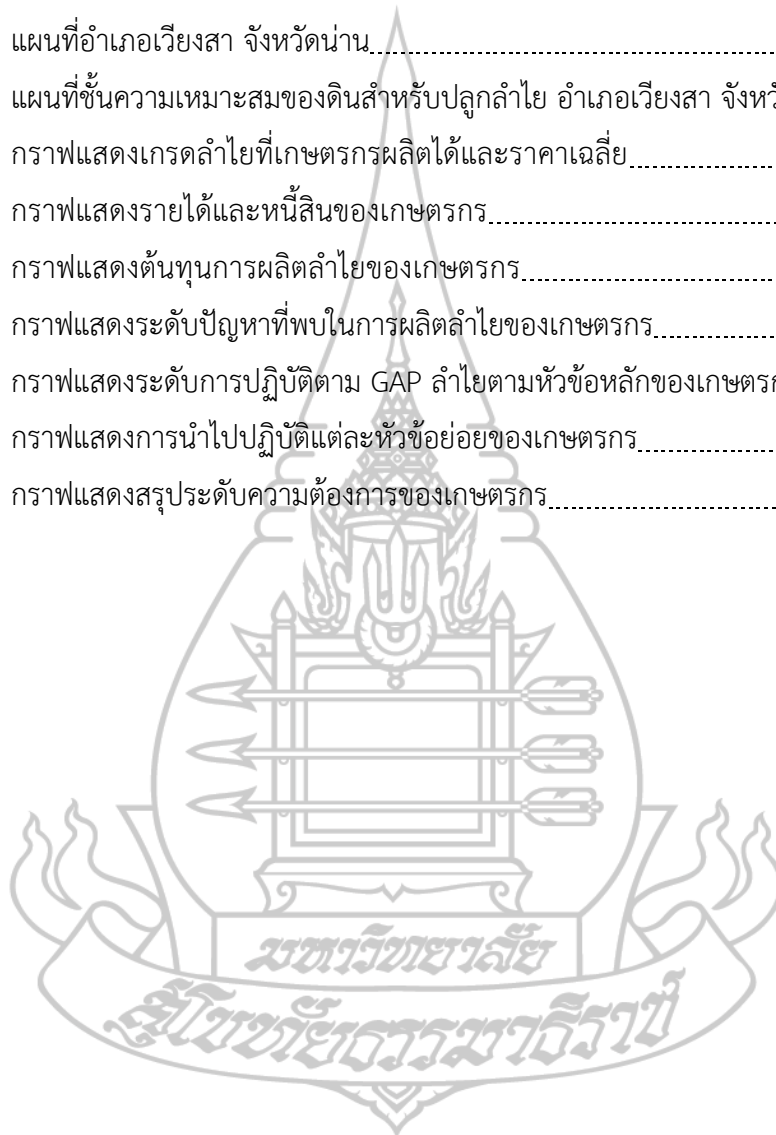 แผนที่อำเภอเวียงสา จังหวัดน่าน
แผนที่ชั้นความเหมาะสมของดินสำหรับปลูกลำไย อำเภอเวียงสา
กราฟแสดงเกรดลำไยที่เกษตรกรผลิตได้และราคาเฉลี่ย
กราฟแสดงรายได้และหนี้สินของเกษตรกร
กราฟแสดงต้นทุนการผลิตลำไยของเกษตรกร
กราฟแสดงระดับปัญหาที่พบในการผลิตลำไยของเกษตรกร
กราฟแสดงระดับการปฏิบัติตาม GAP ลำไยตามหัวข้อหลักของ
กราฟแสดงการนำไปปฏิบัติแต่ละหัวข้อย่อยของเกษตรกร
กราฟแสดงสรุประดับความต้องการของเกษตรกร
มหาวิทยาลัย
สุโขทัยธรรมาธิราช